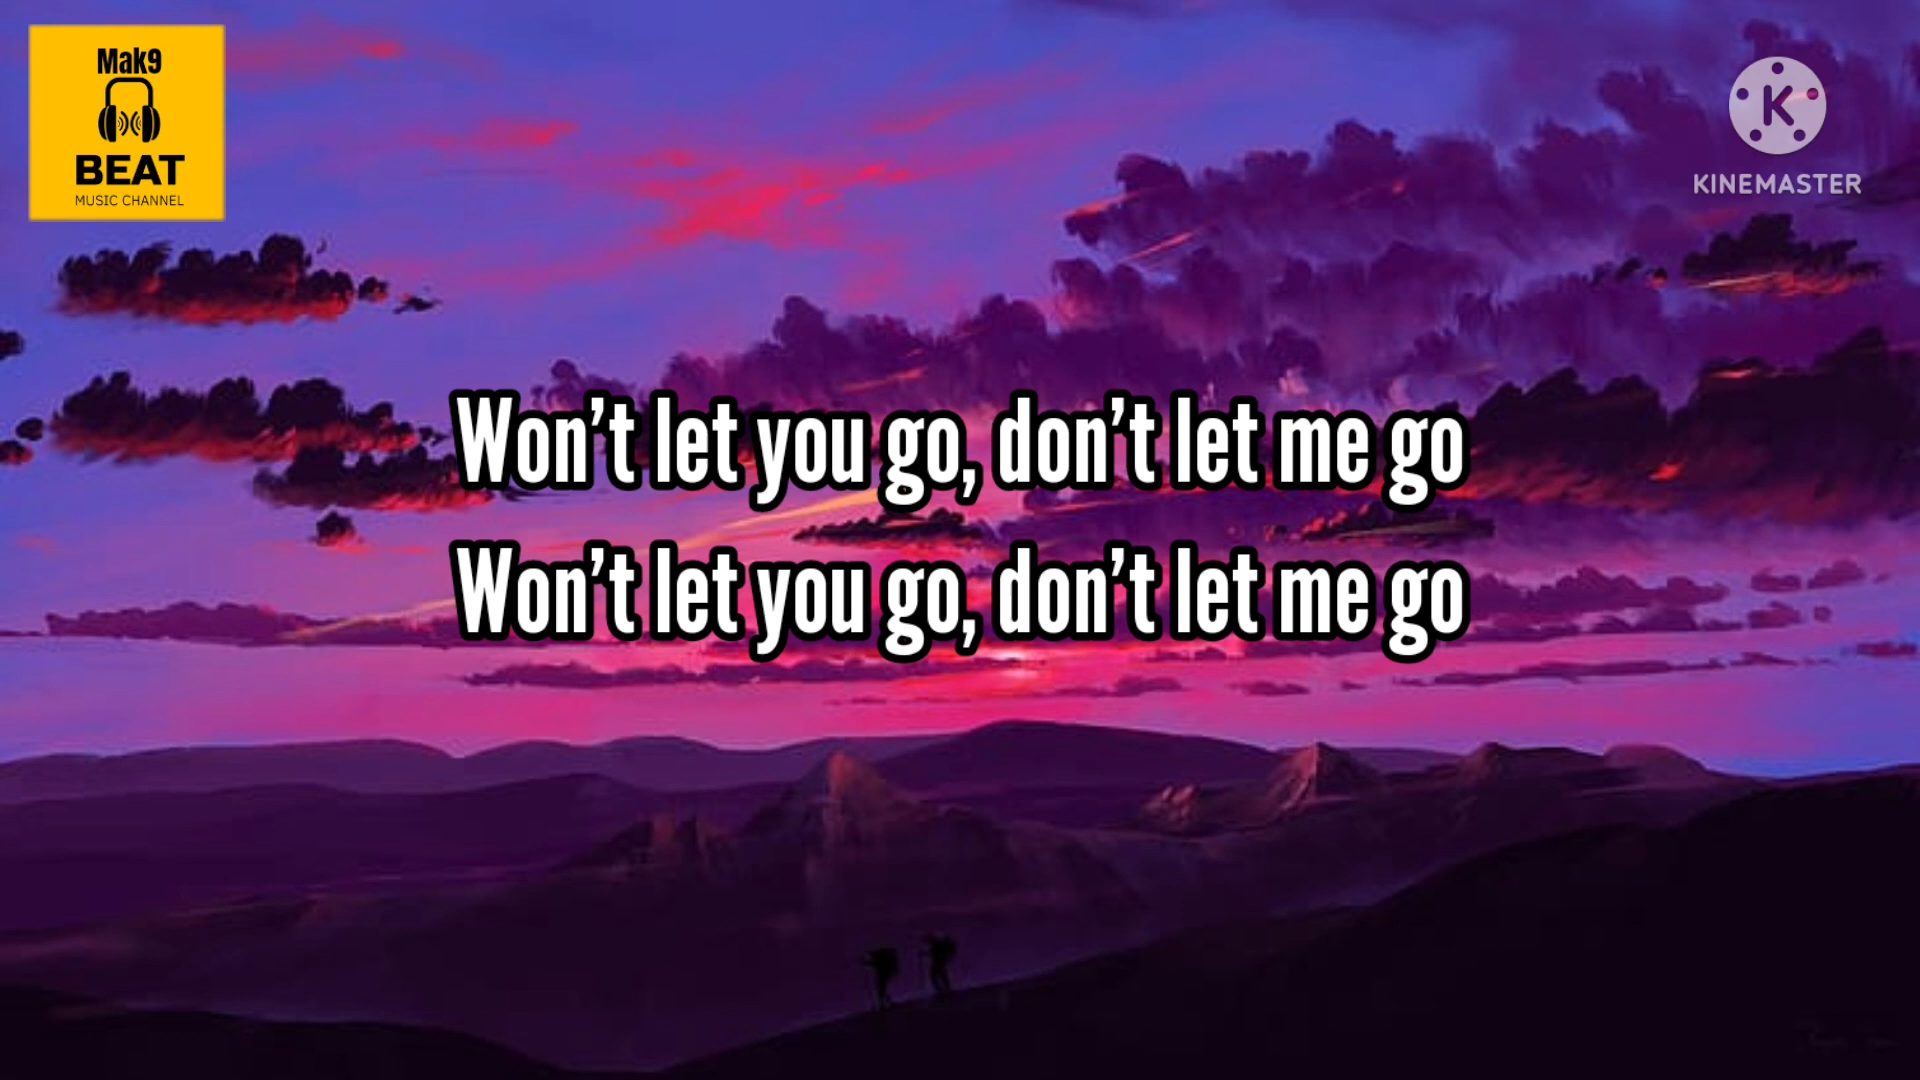 Mak9
BEAT
MUSIC CHANNEL
K
KINEMASTER
Won’t let you go, don’t let me go
Won’t let you go, don’t let me go